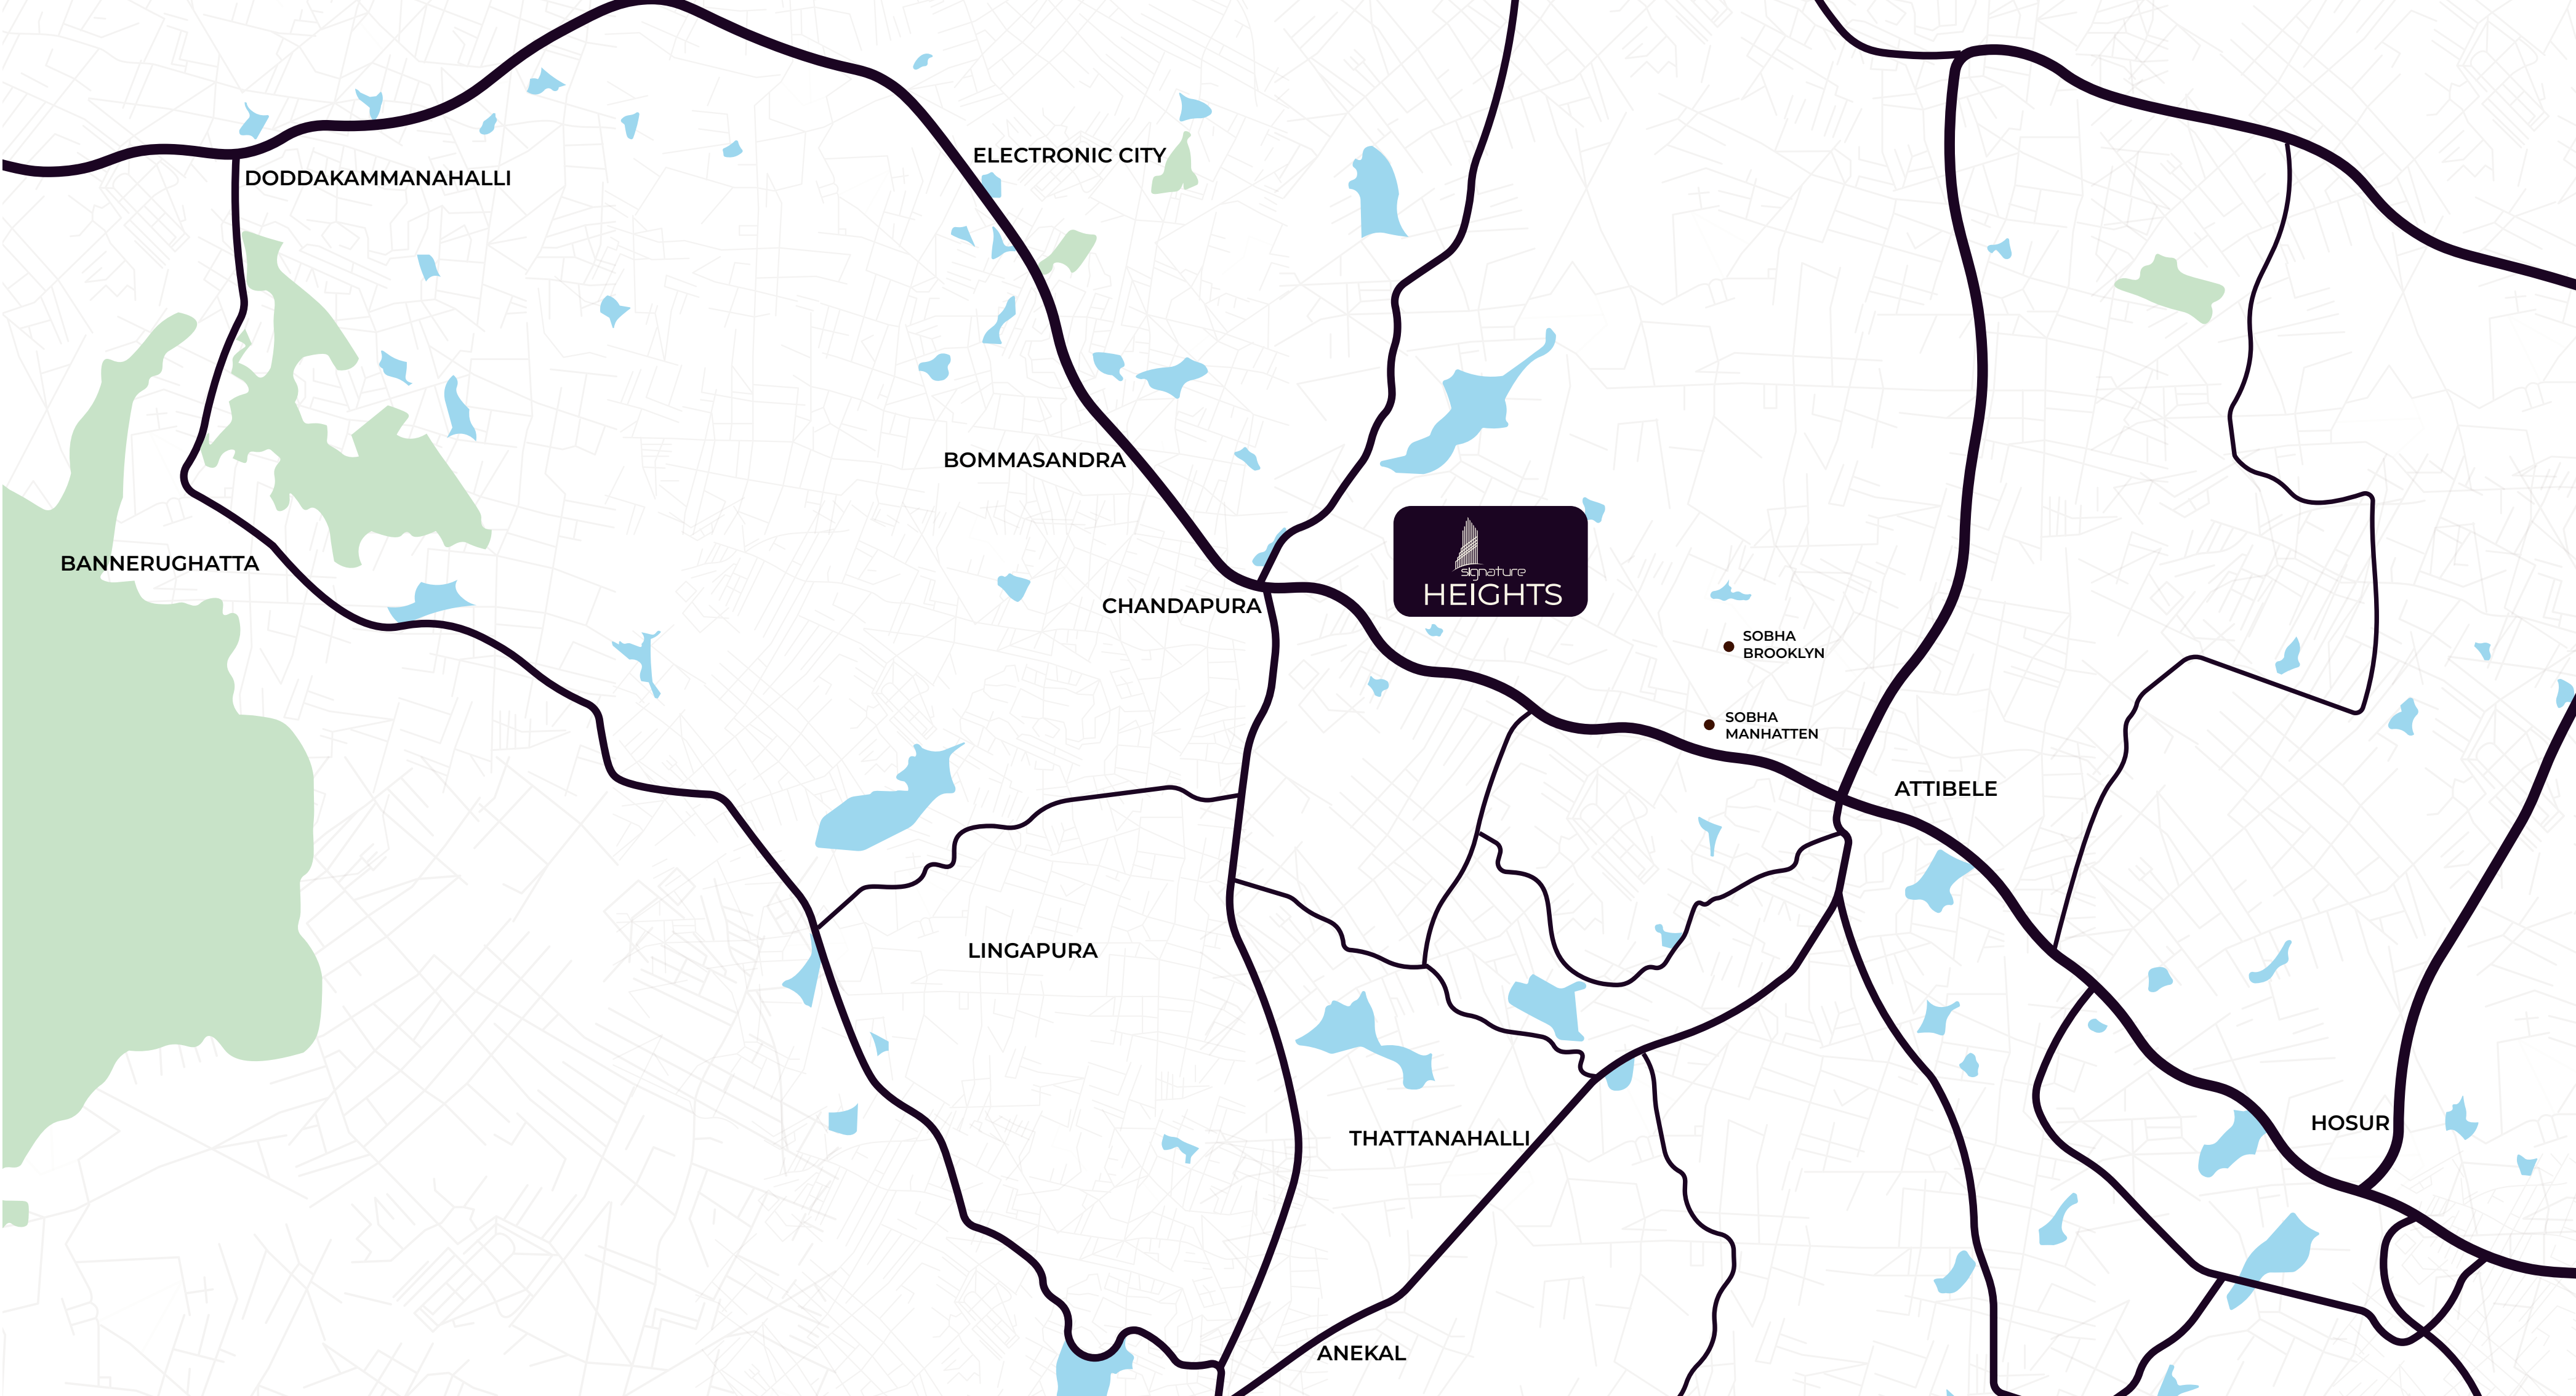 ELECTRONIC CITY
DODDAKAMMANAHALLI
BOMMASANDRA
BANNERUGHATTA
signature
HEIGHTS
CHANDAPURA
SOBHA
BROOKLYN
SOBHA
MANHATTEN
ATTIBELE
LINGAPURA
HOSUR
THATTANAHALLI
ANEKAL